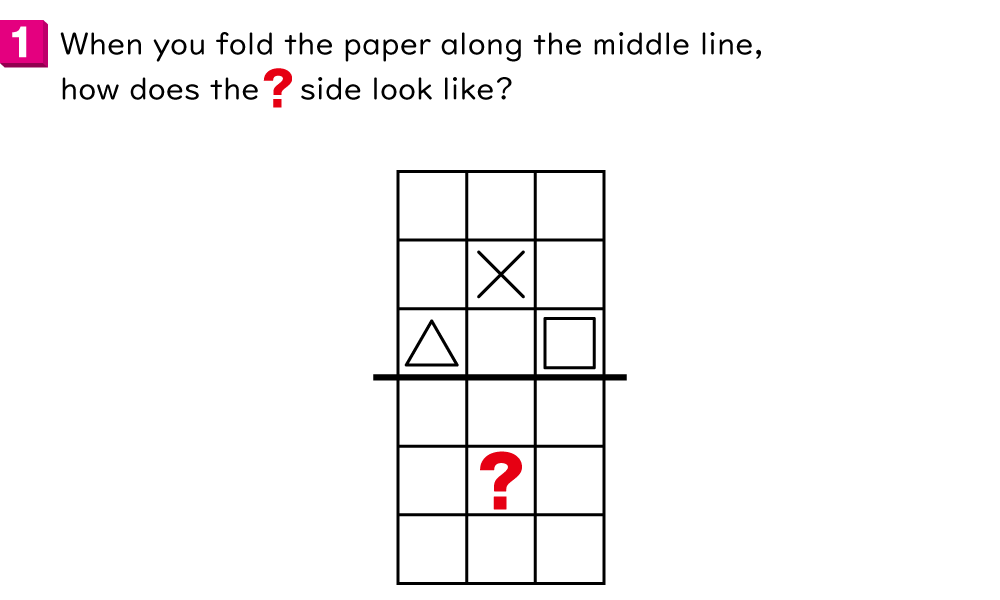 1 When you fold the paper along the middle line,
how does the ? side look like?
?